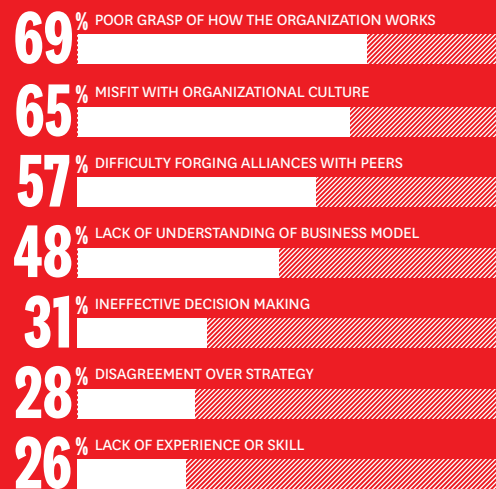 69% POOR GRASP OF HOW THE ORGANIZATION WORKS
65% MISFIT WITH ORGANIZATIONAL CULTURE
57% DIFFICULTY FORGING ALLIANCES WITH PEERS
48% LACK OF UNDERSTANDING OF BUSINESS MODEL
31% INEFFECTIVE DECISION MAKING
28% DISAGREEMENT OVER STRATEGY
26% LACK OF EXPERIENCE OR SKILL